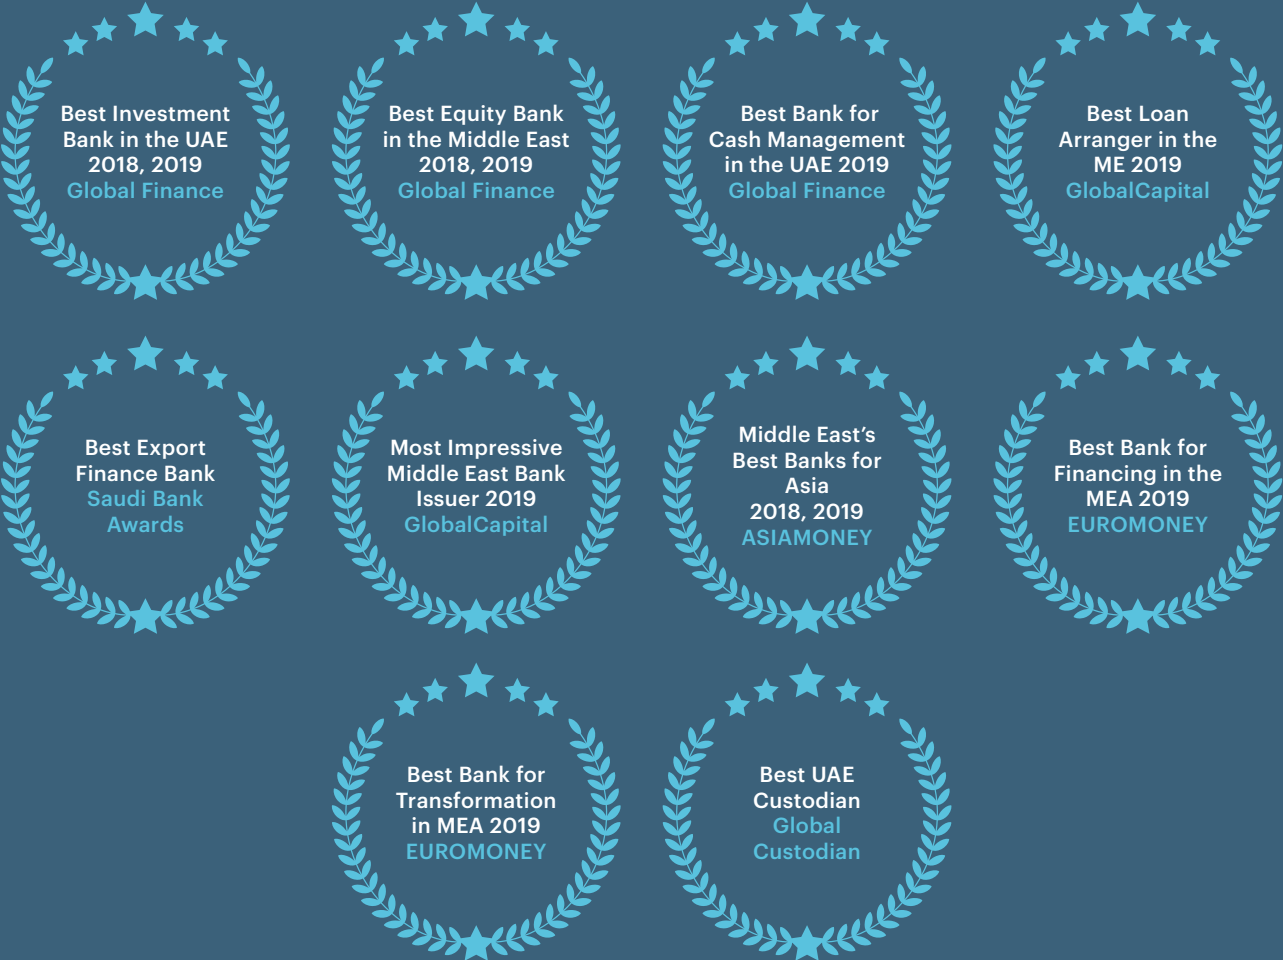 Best Investment
Bank in the UAE
2018, 2019
Global Finance
Best Equity Bank
in the Middle East
2018, 2019
Global Finance
Best Bank for
Cash Management
in the UAE 2019
Global Finance
Best Loan
Arranger in the
ME 2019
GlobalCapital
Best Export
Finance Bank
Saudi Bank
Awards
Most Impressive
Middle East Bank
Issuer 2019
GlobalCapital
Middle East’s
Best Banks for
Asia
2018, 2019
ASIAMONEY
Best Bank for
Financing in the
MEA 2019
EUROMONEY
Best Bank for
Transformation
in MEA 2019
EUROMONEY
Best UAE
Custodian
Global
Custodian